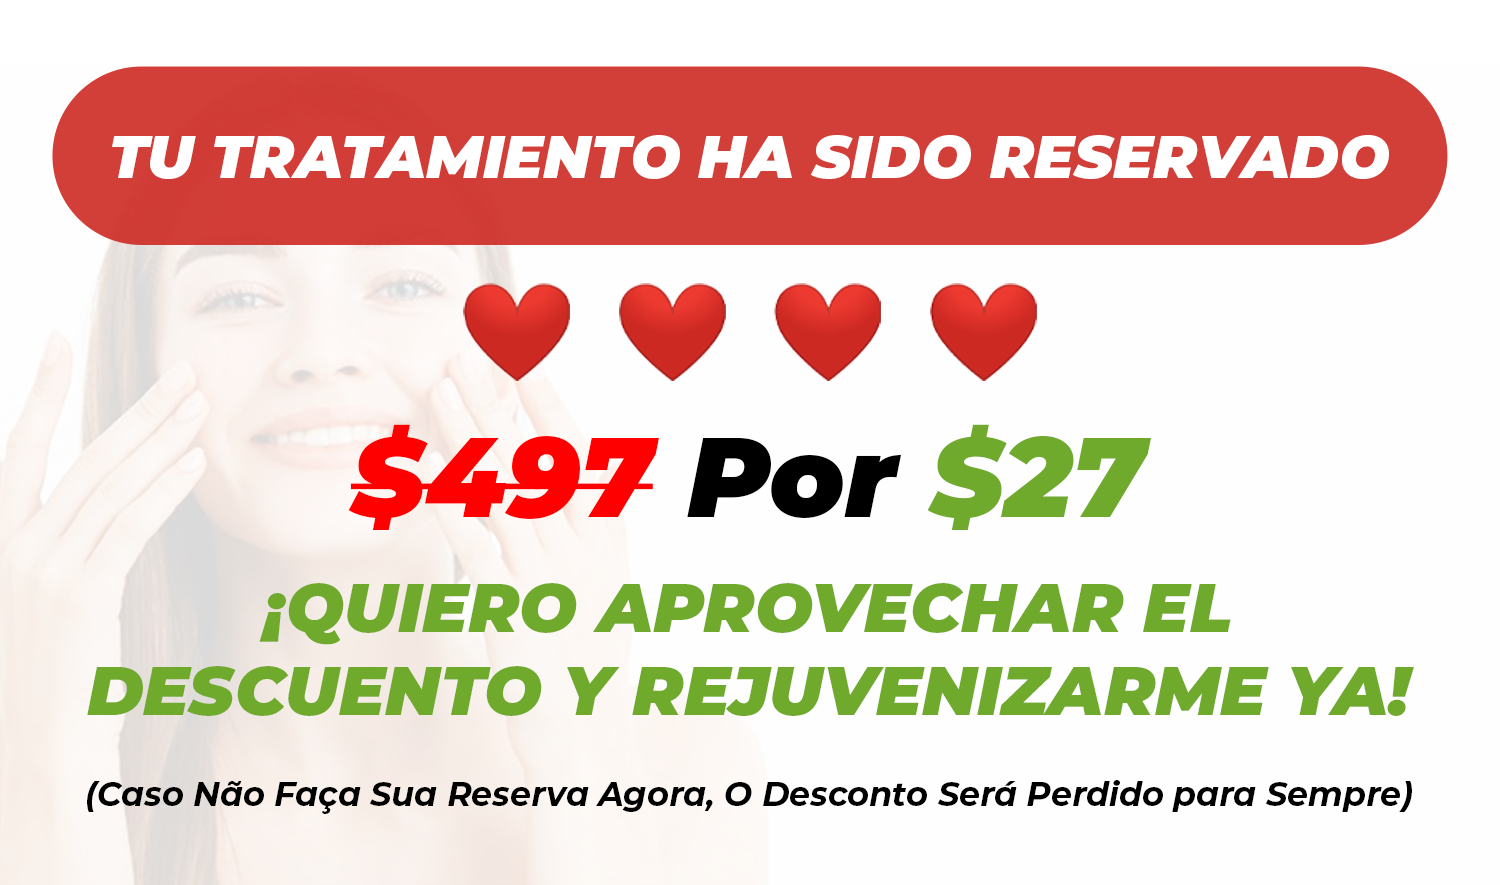 TU TRATAMIENTO HA SIDO RESERVADO
$497 Por $27
¡QUIERO APROVECHAR EL
DESCUENTO Y REJUVENIZARME YA!
(Caso Não Faça Sua Reserva Agora, O Desconto Será Perdido para Sempre)